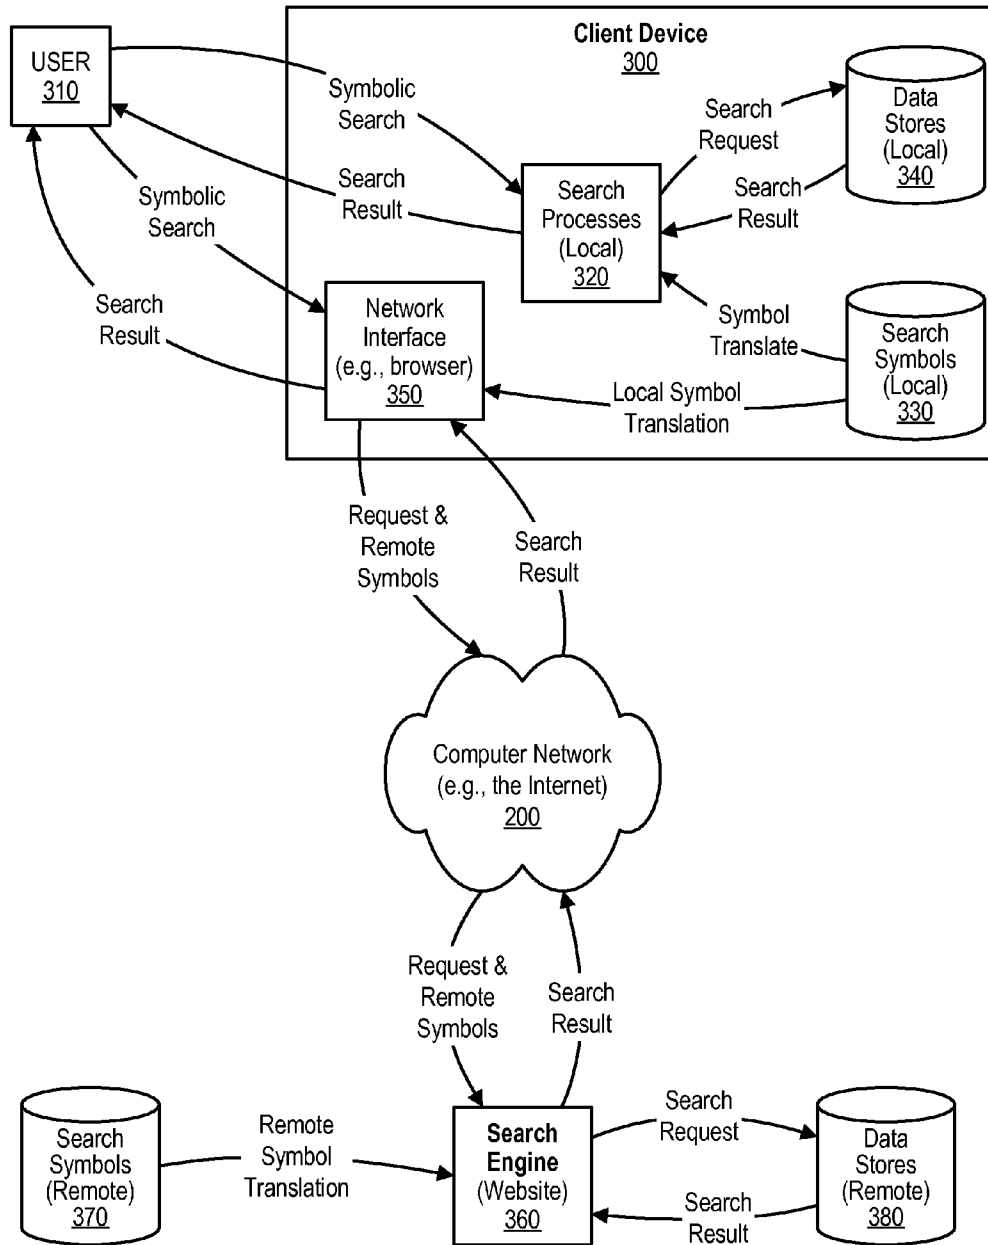 Client Device
300
USER
310
Symbolic
Search
Search
Result
Symbolic
Search
Search
Result
Search
Request
Data
Stores
(Local)
340
Search
Result
Search
Processes
(Local)
320
Symbol
Translate
Search
Symbols
(Local)
330
Network
Interface
(e.g., browser)
350
Local Symbol
Translation
Request &
Remote
Symbols
Search
Result
Computer Network
(e.g., the Internet)
200
Request &
Remote
Symbols
Search
Result
Search
Symbols
(Remote)
370
Remote
Symbol
Translation
Search
Engine
(Website)
360
Search
Request
Search
Result
Data
Stores
(Remote)
380